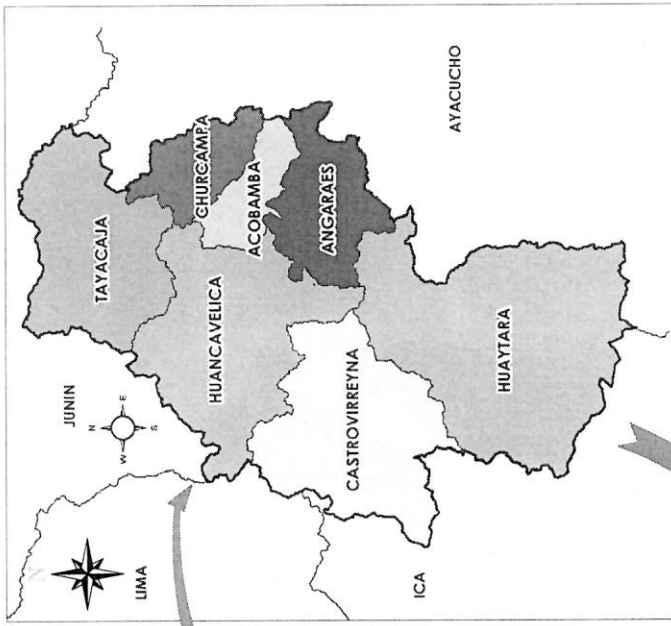 JUNIN
N
W E
S
N
LIMA
ICA
AYACUCHO
TAYACAJA
CHURCAMPA
ACOBAMBA
HUANCAVELICA
ANGARAES
CASTROVIRREYNA
HUAYTARA